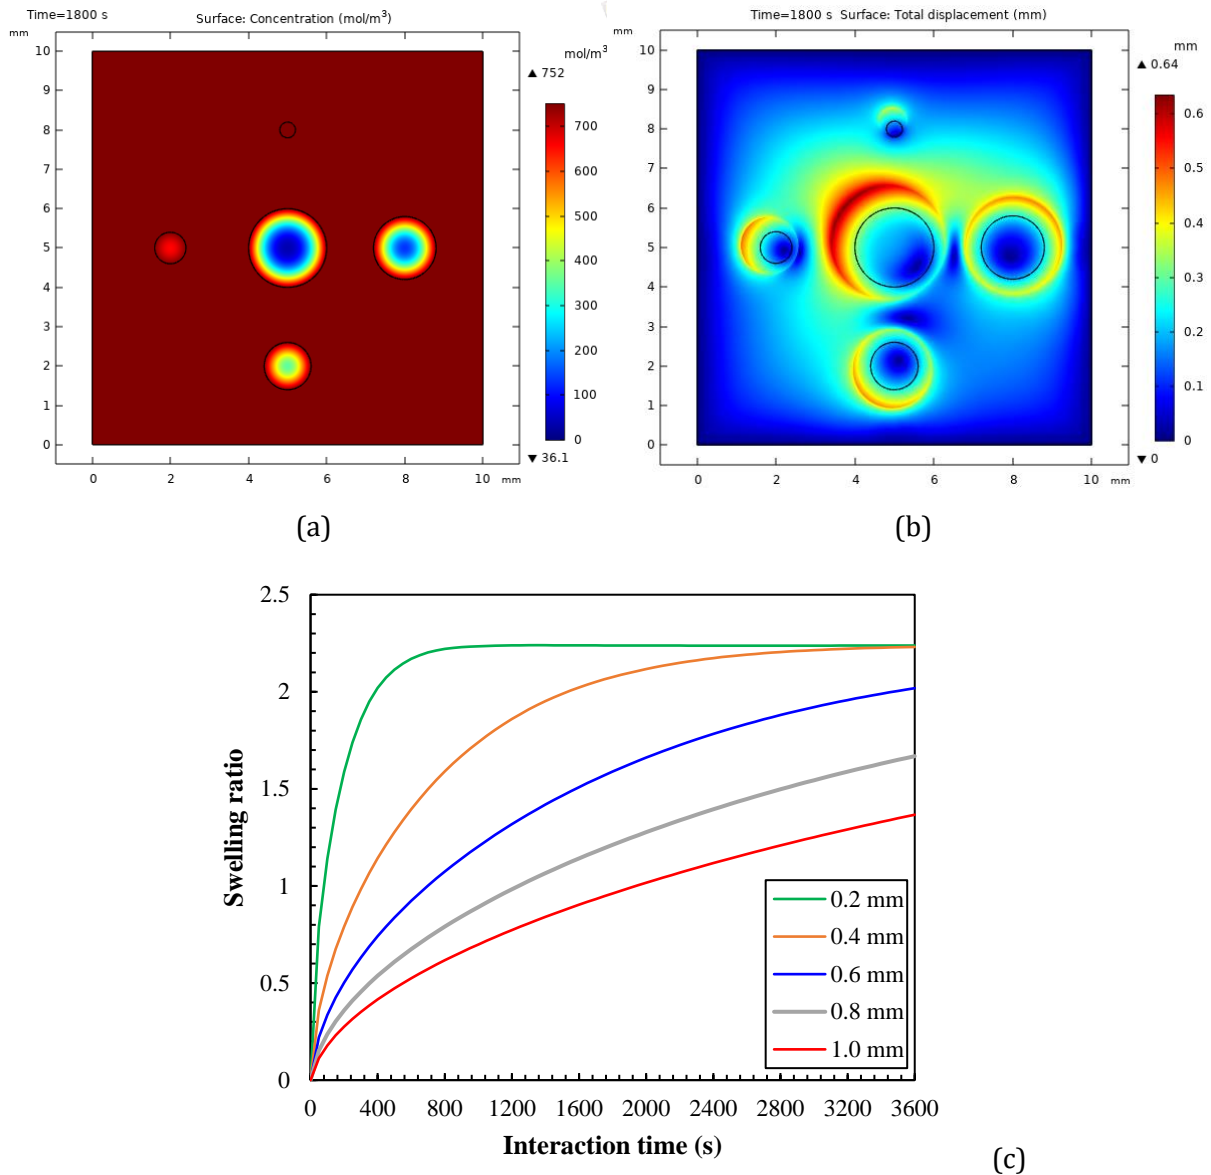 Time=1800 s Surface: Concentration (mol/m³)
mm
mol/m³
▲ 752
10
9
8
7
6
5
4
3
2
1
0
700
600
500
400
300
200
100
0
▼ 36.1
0 2 4 6 8 10 mm
(a)
Time=1800 s Surface: Total displacement (mm)
mm
mm
▲ 0.64
10
9
8
7
6
5
4
3
2
1
0
0.6
0.5
0.4
0.3
0.2
0.1
0
▼ 0
0 2 4 6 8 10 mm
(b)
Swelling ratio
2.5
2
1.5
1
0.5
0
0.2 mm
0.4 mm
0.6 mm
0.8 mm
1.0 mm
0 400 800 1200 1600 2000 2400 2800 3200 3600
Interaction time (s)
(c)